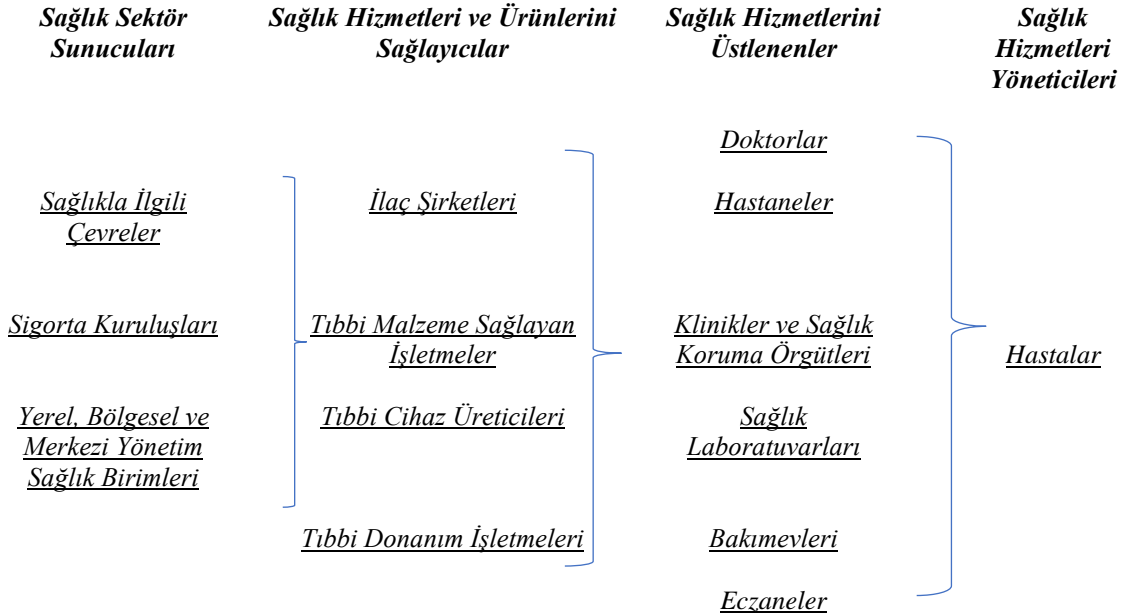 Sağlık Sektör
Sunucuları
Sağlık Hizmetleri ve Ürünlerini
Sağlayıcılar
Sağlık Hizmetlerini
Üstlenenler
Sağlık
Hizmetleri
Yöneticileri
Sağlıkla İlgili
Çevreler
Sigorta Kuruluşları
Yerel, Bölgesel ve
Merkezi Yönetim
Sağlık Birimleri
İlaç Şirketleri
Tıbbi Malzeme Sağlayan
İşletmeler
Tıbbi Cihaz Üreticileri
Tıbbi Donanım İşletmeleri
Doktorlar
Hastaneler
Klinikler ve Sağlık
Koruma Örgütleri
Sağlık
Laboratuvarları
Bakımevleri
Eczaneler
Hastalar